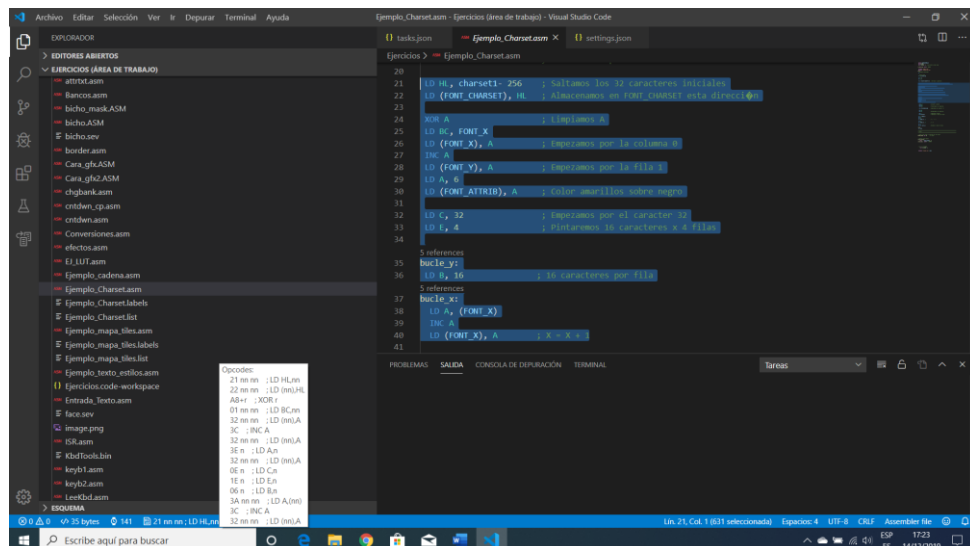 Archivo Editar Selección Ver Ir Depurar Terminal Ayuda
Ejemplo_Charset.asm - Ejercicios (área de trabajo) - Visual Studio Code
EXPLORADOR
EDITORES ABIERTOS
EJERCICIOS (ÁREA DE TRABAJO)
attrtxt.asm
Bancos.asm
bicho_mask.ASM
bicho.ASM
bicho.sev
border.asm
Cara_gfx.ASM
Cara_gfx2.ASM
chgbank.asm
cntdwn_cp.asm
cntdwn.asm
Conversiones.asm
efectos.asm
EJ_LUT.asm
Ejemplo_cadena.asm
Ejemplo_Charset.asm
Ejemplo_Charset.labels
Ejemplo_Charset.list
Ejemplo_mapa_tiles.asm
Ejemplo_mapa_tiles.labels
Ejemplo_mapa_tiles.list
Ejemplo_texto_estilos.asm
Ejercicios.code-workspace
Entrada_Texto.asm
face.sev
image.png
ISR.asm
KbdTools.bin
keyb1.asm
keyb2.asm
LeeKbd.asm
ESQUEMA
{} tasks.json
Ejemplo_Charset.asm ×
{} settings.json
Ejercicios > Ejemplo_Charset.asm
20
21 LD HL, charset1- 256 ; Saltamos los 32 caracteres iniciales
22 LD (FONT_CHARSET), HL ; Almacenamos en FONT_CHARSET esta direcci�n
23
24 XOR A ; Limpiamos A
25 LD BC, FONT_X
26 LD (FONT_X), A ; Empezamos por la columna 0
27 INC A
28 LD (FONT_Y), A ; Empezamos por la fila 1
29 LD A, 6
30 LD (FONT_ATTRIB), A ; Color amarillos sobre negro
31
32 LD C, 32 ; Empezamos por el caracter 32
33 LD E, 4 ; Pintaremos 16 caracteres x 4 filas
34
5 references
35 bucle_y:
36 LD B, 16 ; 16 caracteres por fila
5 references
37 bucle_x:
38 LD A, (FONT_X)
39 INC A
40 LD (FONT_X), A ; X = X + 1
41
PROBLEMAS SALIDA CONSOLA DE DEPURACIÓN TERMINAL
Tareas
Opcodes:
21 nn nn ; LD HL,nn
22 nn nn ; LD (nn),HL
A8+r ; XOR r
01 nn nn ; LD BC,nn
32 nn nn ; LD (nn),A
3C ; INC A
32 nn nn ; LD (nn),A
3E n ; LD A,n
32 nn nn ; LD (nn),A
0E n ; LD C,n
1E n ; LD E,n
06 n ; LD B,n
3A nn nn ; LD A,(nn)
3C ; INC A
32 nn nn ; LD (nn),A
0 0 35 bytes 141 21 nn nn ; LD HL,nn
Lín. 21, Col. 1 (631 seleccionada) Espacios: 4 UTF-8 CRLF Assembler file
Escribe aquí para buscar
ESP
17:23
14/12/2019